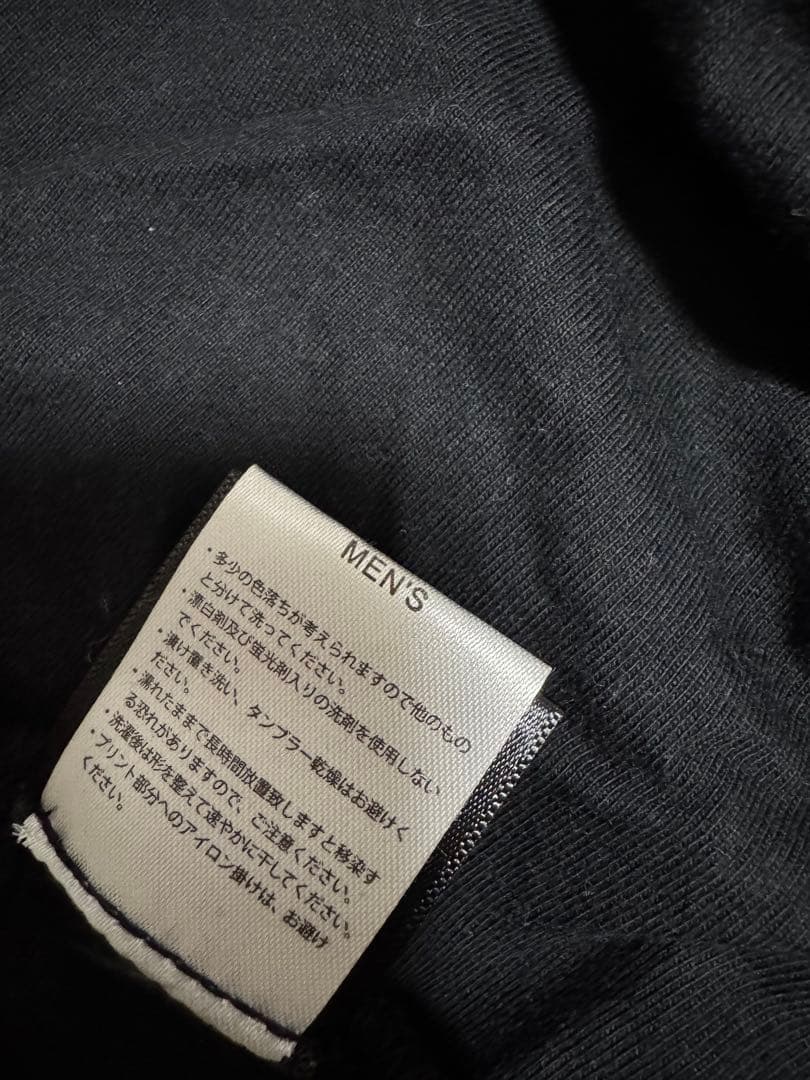 MEN'S
・多少の色落ちが考えられますので他のもの
と分けて洗ってください。
・漂白剤及び蛍光剤入りの洗剤を使用しない
でください。
・漬け置き洗い、タンブラー乾燥はお避けく
ださい。
・濡れたままで長時間放置致しますと移染す
る恐れがありますので、ご注意ください。
・洗濯後は形を整えて速やかに干してください。
・プリント部分へのアイロン掛けは、お避け
ください。